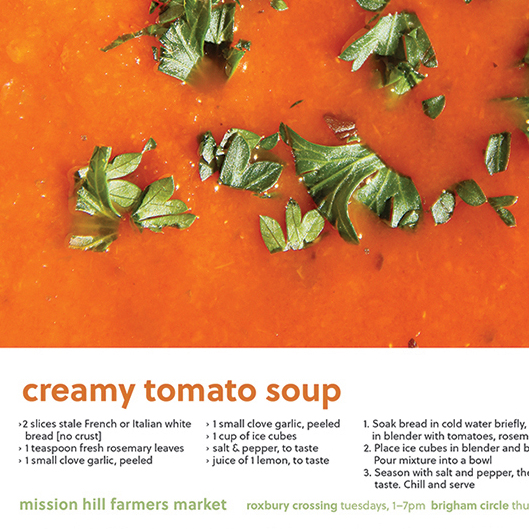 creamy tomato soup
›2 slices stale French or Italian white
bread [no crust]
› 1 teaspoon fresh rosemary leaves
› 1 small clove garlic, peeled
› 1 small clove garlic, peeled
› 1 cup of ice cubes
› salt & pepper, to taste
› juice of 1 lemon, to taste
1. Soak bread in cold water briefly,
in blender with tomatoes, rosem
2. Place ice cubes in blender and b
Pour mixture into a bowl
3. Season with salt and pepper, the
taste. Chill and serve
mission hill farmers market roxbury crossing tuesdays, 1–7pm brigham circle thu